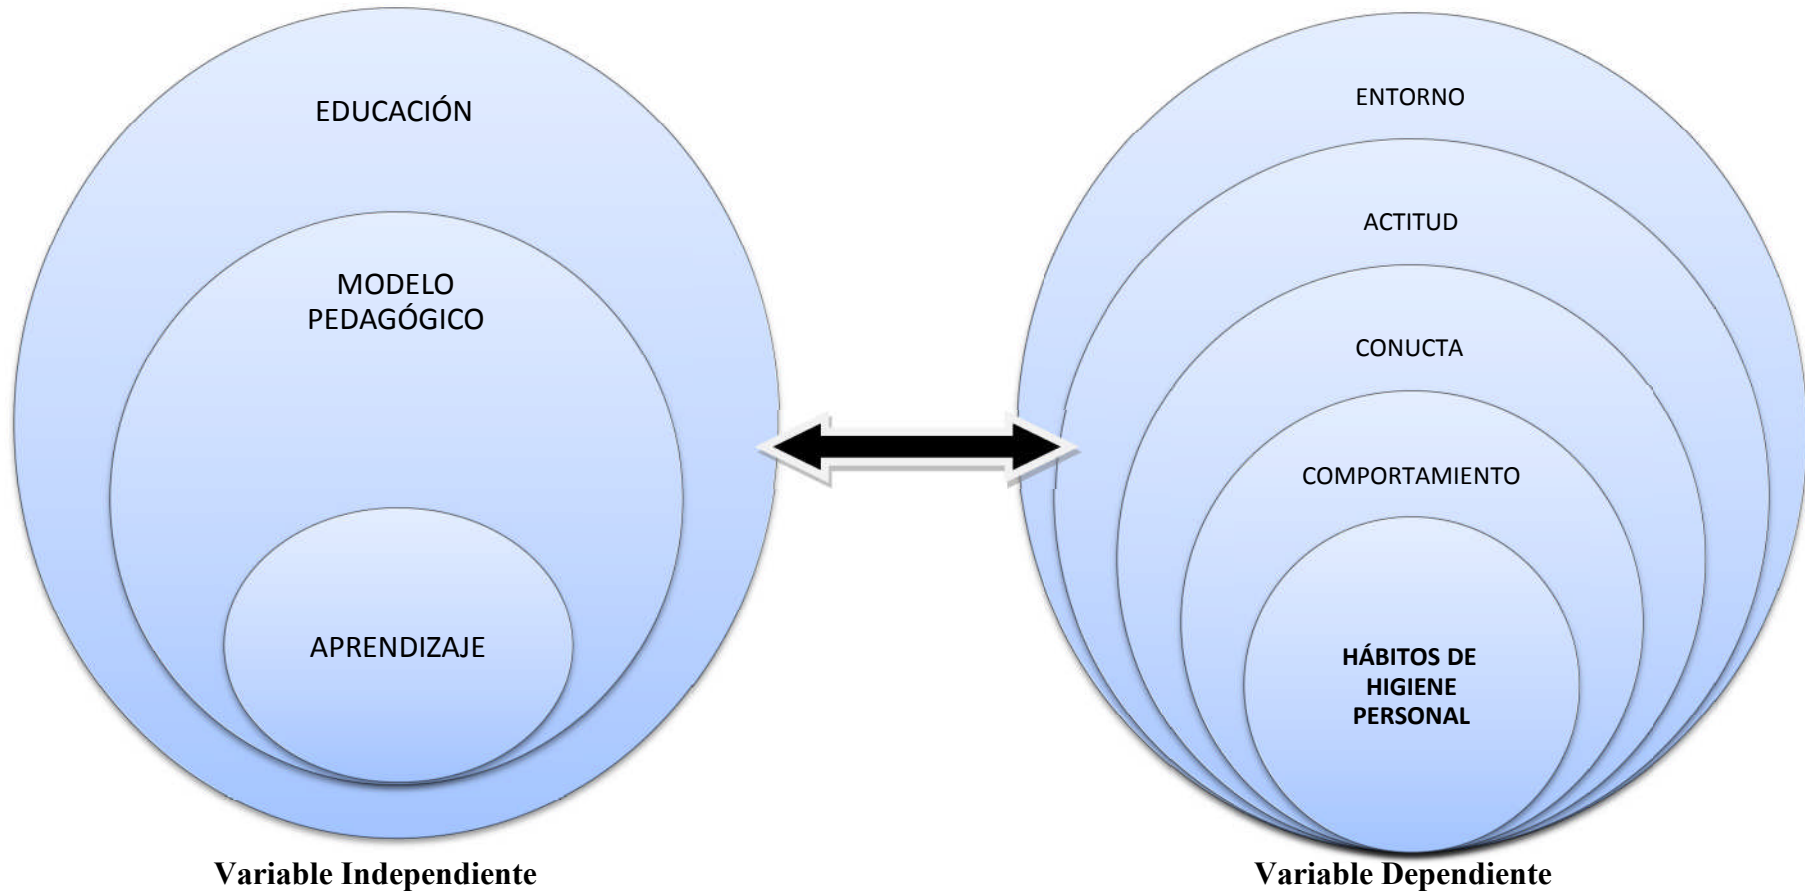 EDUCACIÓN
MODELO
PEDAGÓGICO
APRENDIZAJE
Variable Independiente
ENTORNO
ACTITUD
CONUCTA
COMPORTAMIENTO
HÁBITOS DE
HIGIENE
PERSONAL
Variable Dependiente